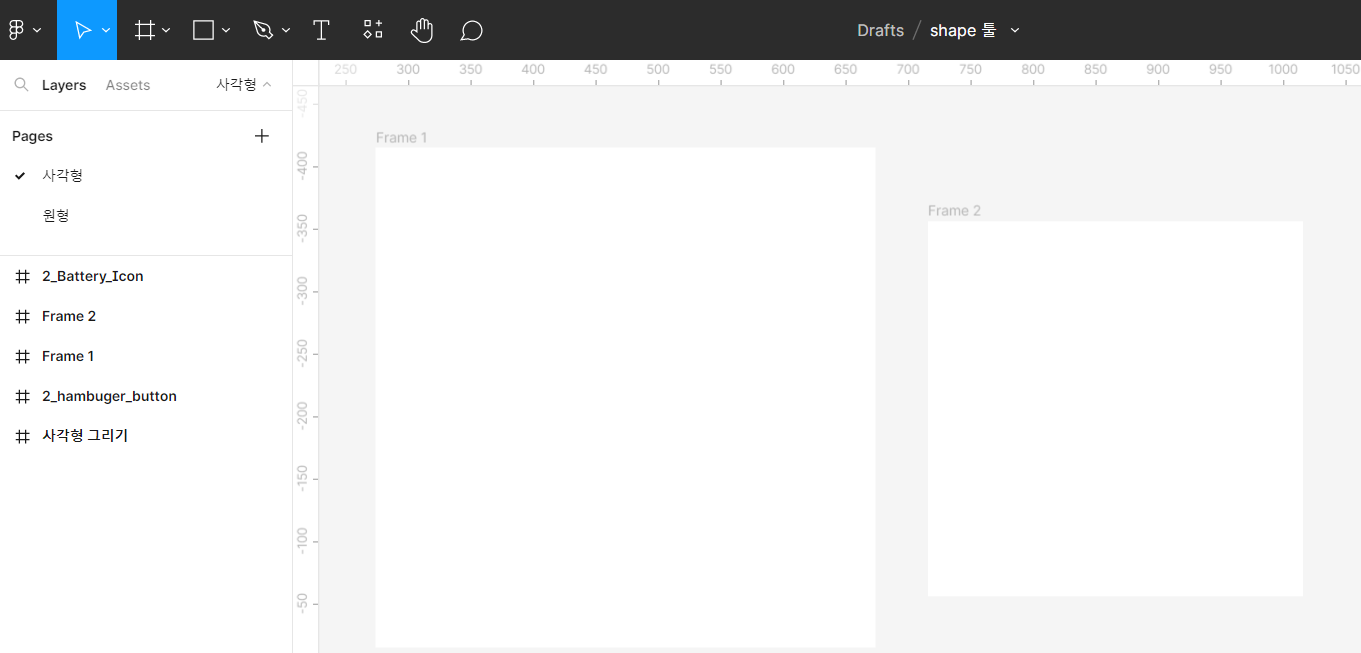 Drafts / shape 툴
Layers Assets 사각형
250 300 350 400 450 500 550 600 650 700 750 800 850 900 950 1000 1050
Pages
사각형
원형
2_Battery_Icon
Frame 2
Frame 1
2_hambuger_button
사각형 그리기
-450
-400
-350
-300
-250
-200
-150
-100
-50
Frame 1
Frame 2